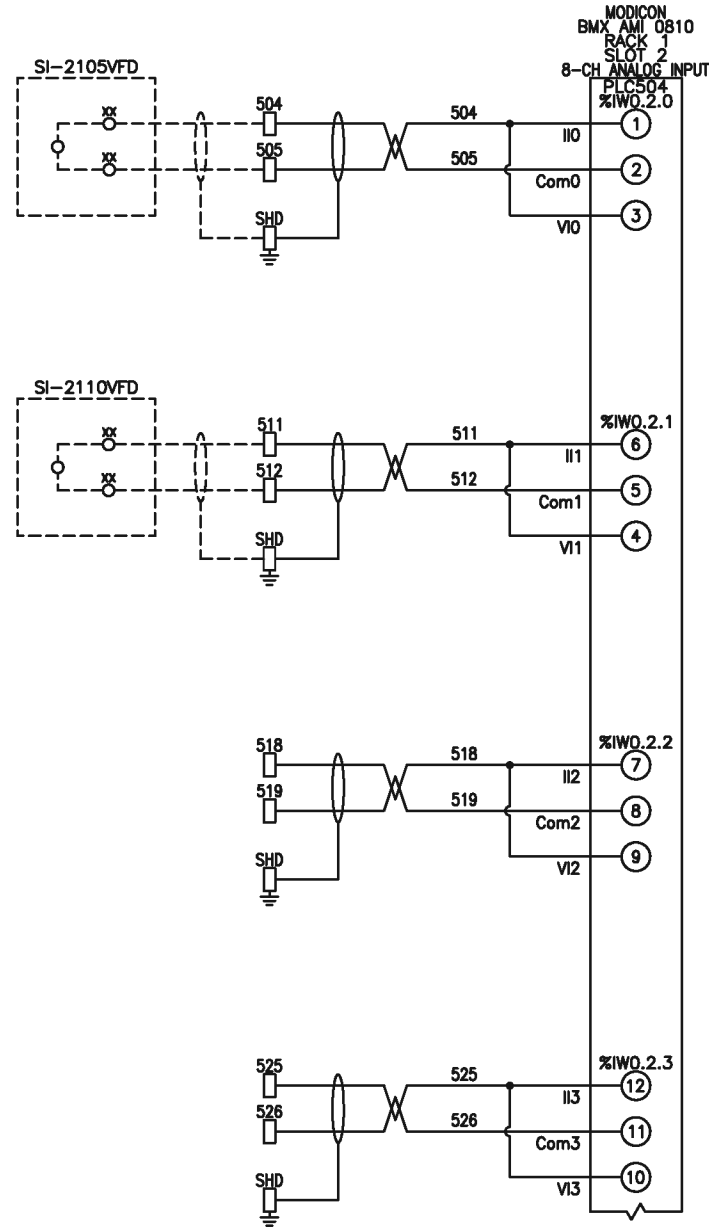 MODICON
BMX AMI 0810
RACK 1
SLOT 2
8-CH ANALOG INPUT
PLC504
%IW0.2.0
SI-2105VFD
XX
504
504
II0
1
XX
505
505
Com0
2
SHD
VI0
3
SI-2110VFD
%IW0.2.1
XX
511
511
II1
6
XX
512
512
Com1
5
SHD
VI1
4
%IW0.2.2
518
518
II2
7
519
519
Com2
8
SHD
VI2
9
%IW0.2.3
525
525
II3
12
526
526
Com3
11
SHD
VI3
10